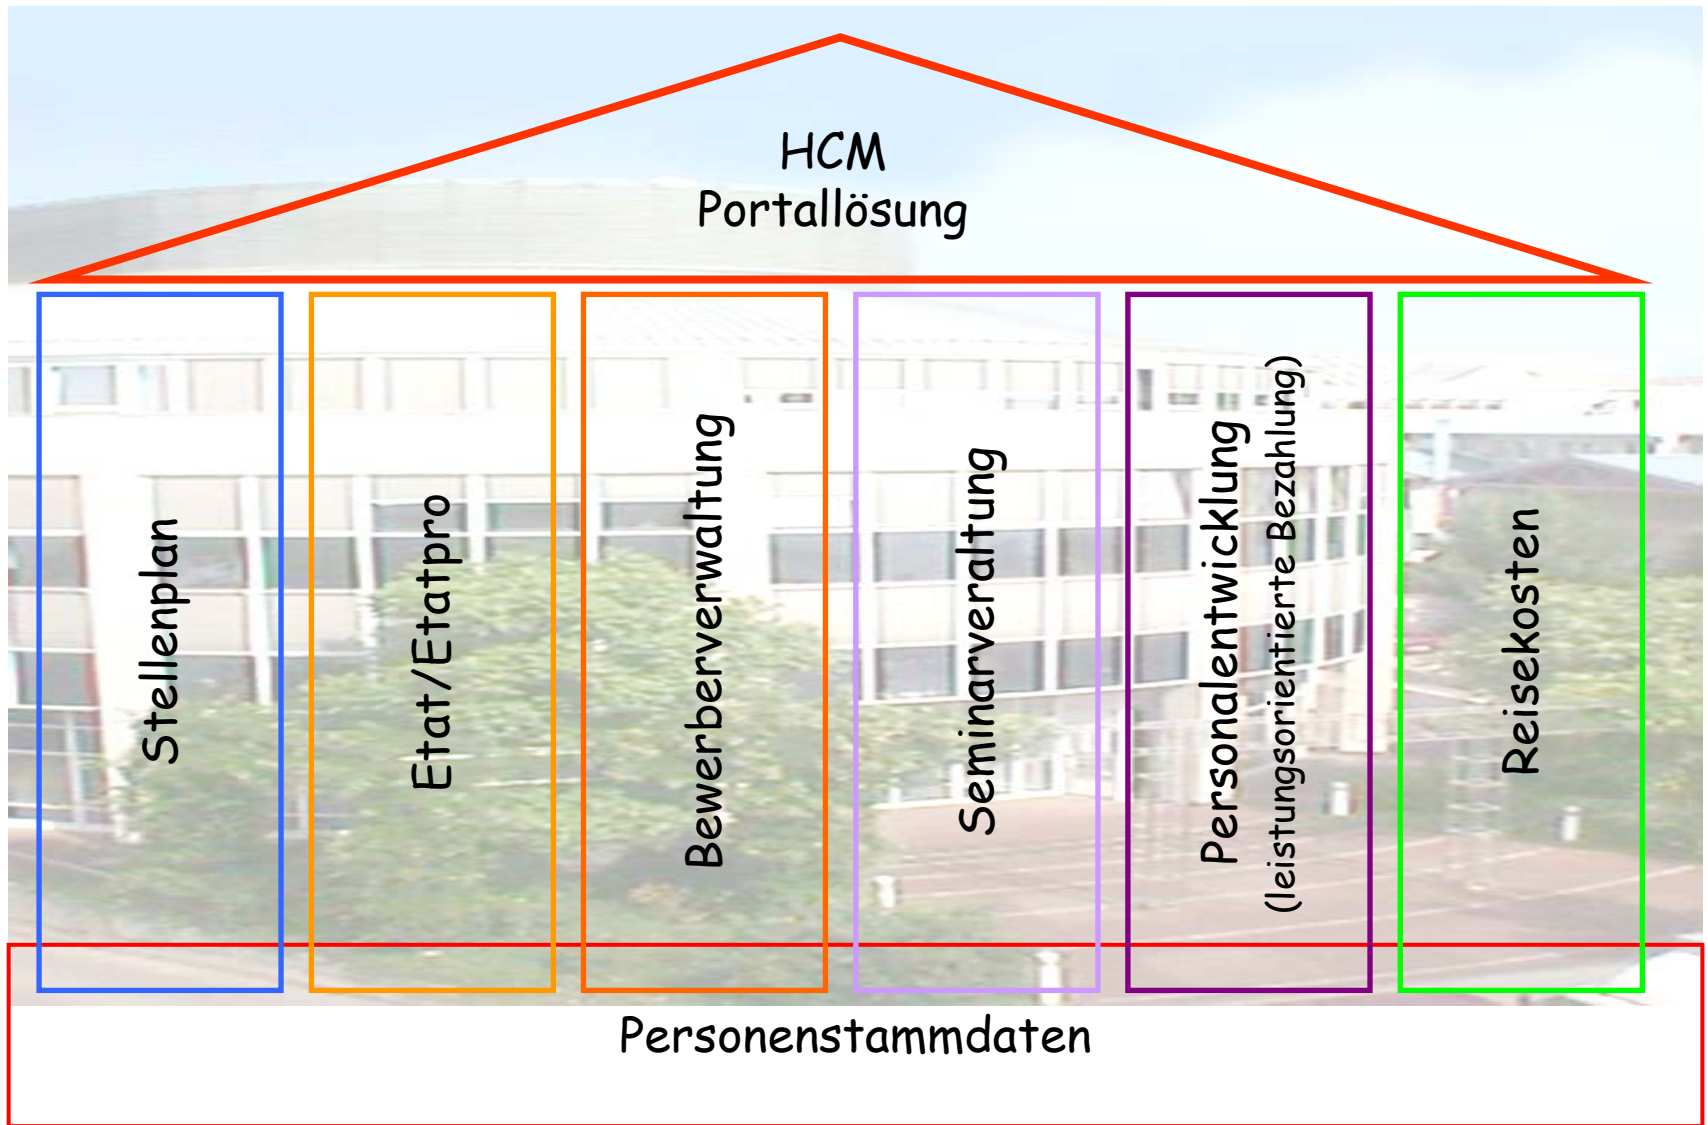 HCM
Portallösung
Stellenplan
Etat/Etatpro
Bewerberverwaltung
Seminarveraltung
Personalentwicklung
(leistungsorientierte Bezahlung)
Reisekosten
Personenstammdaten